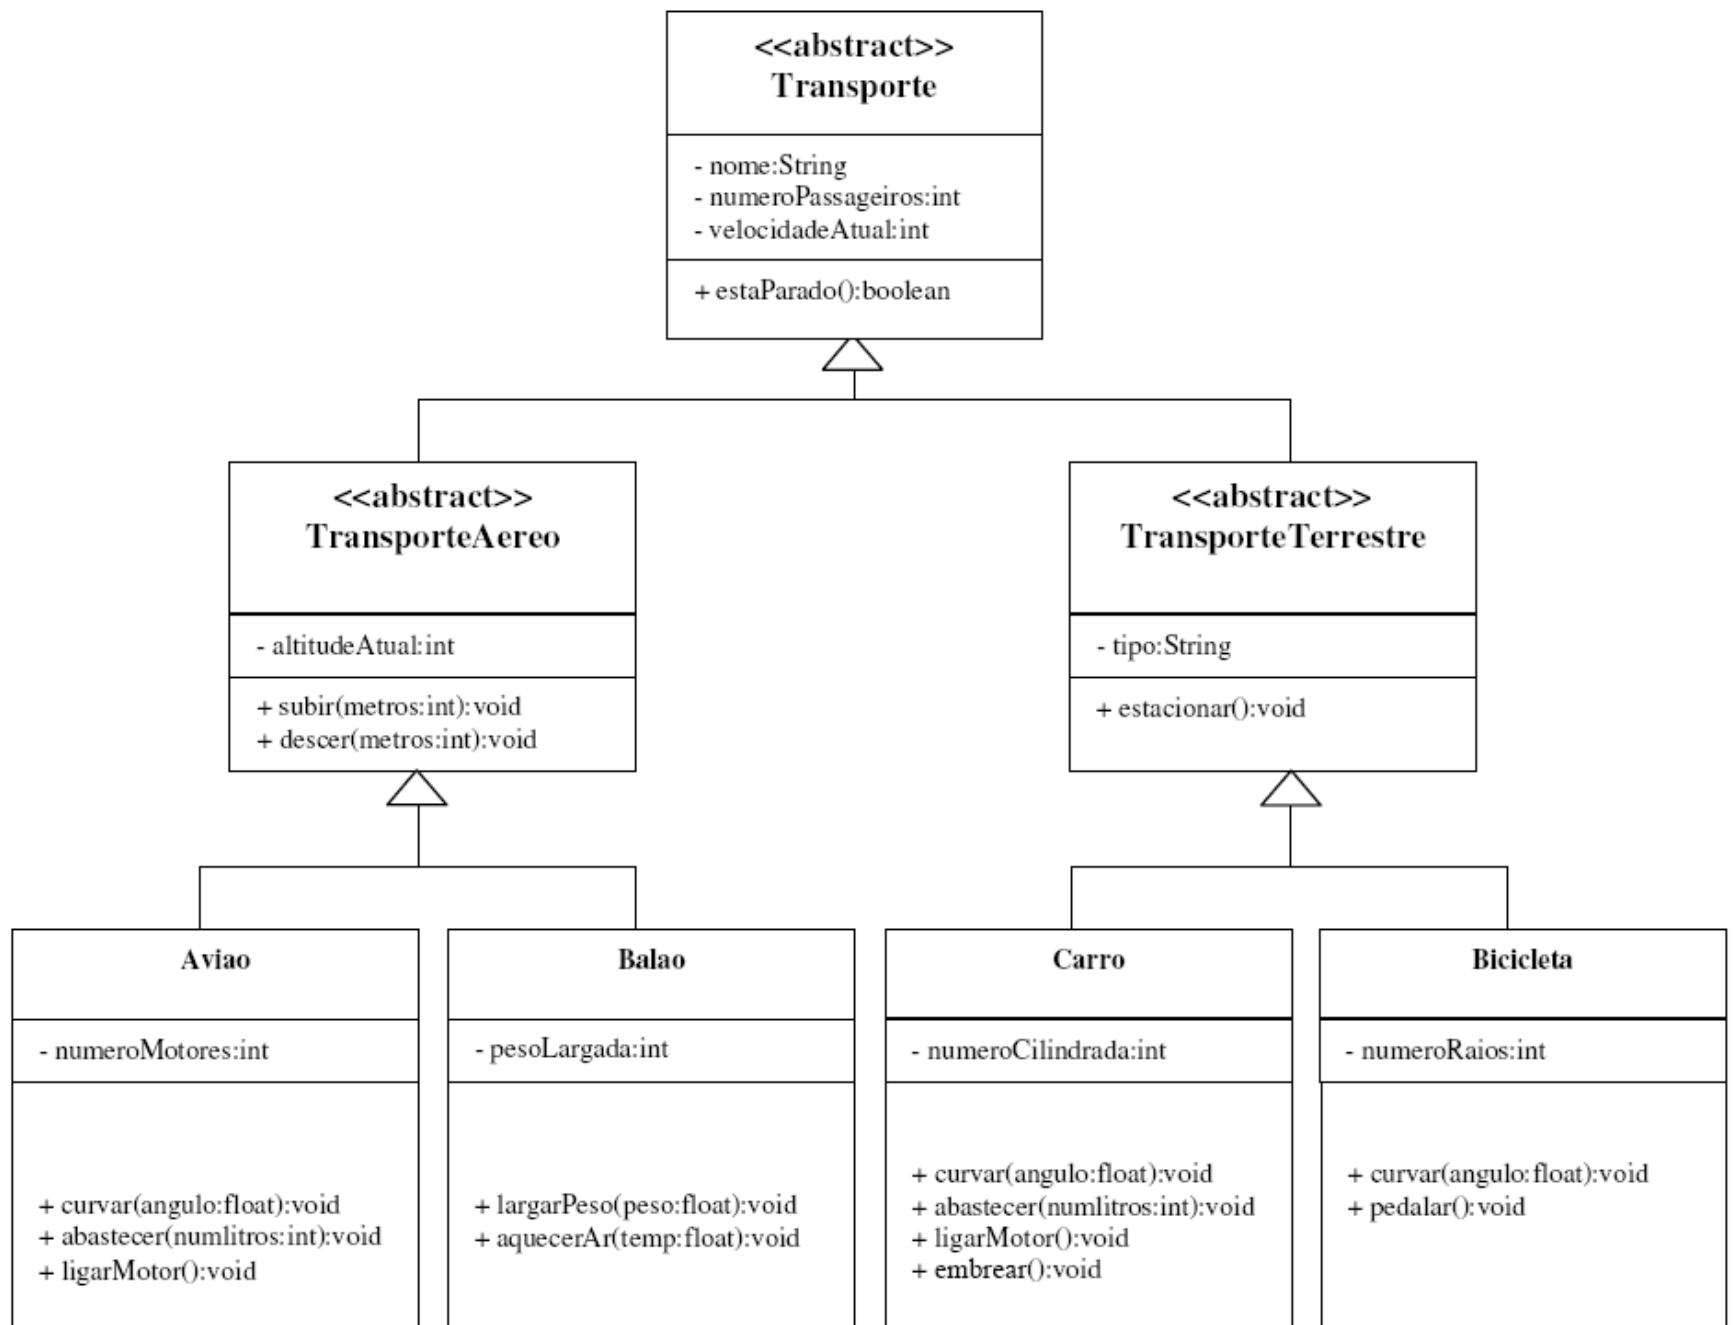 <<abstract>>
Transporte
- nome:String
- numeroPassageiros:int
- velocidadeAtual:int
+ estaParado():boolean
<<abstract>>
TransporteAereo
- altitudeAtual:int
+ subir(metros:int):void
+ descer(metros:int):void
<<abstract>>
TransporteTerrestre
- tipo:String
+ estacionar():void
Aviao
- numeroMotores:int
+ curvar(angulo:float):void
+ abastecer(numlitros:int):void
+ ligarMotor():void
Balao
- pesoLargada:int
+ largarPeso(peso:float):void
+ aquecerAr(temp:float):void
Carro
- numeroCilindrada:int
+ curvar(angulo:float):void
+ abastecer(numlitros:int):void
+ ligarMotor():void
+ embrear():void
Bicicleta
- numeroRaios:int
+ curvar(angulo:float):void
+ pedalar():void